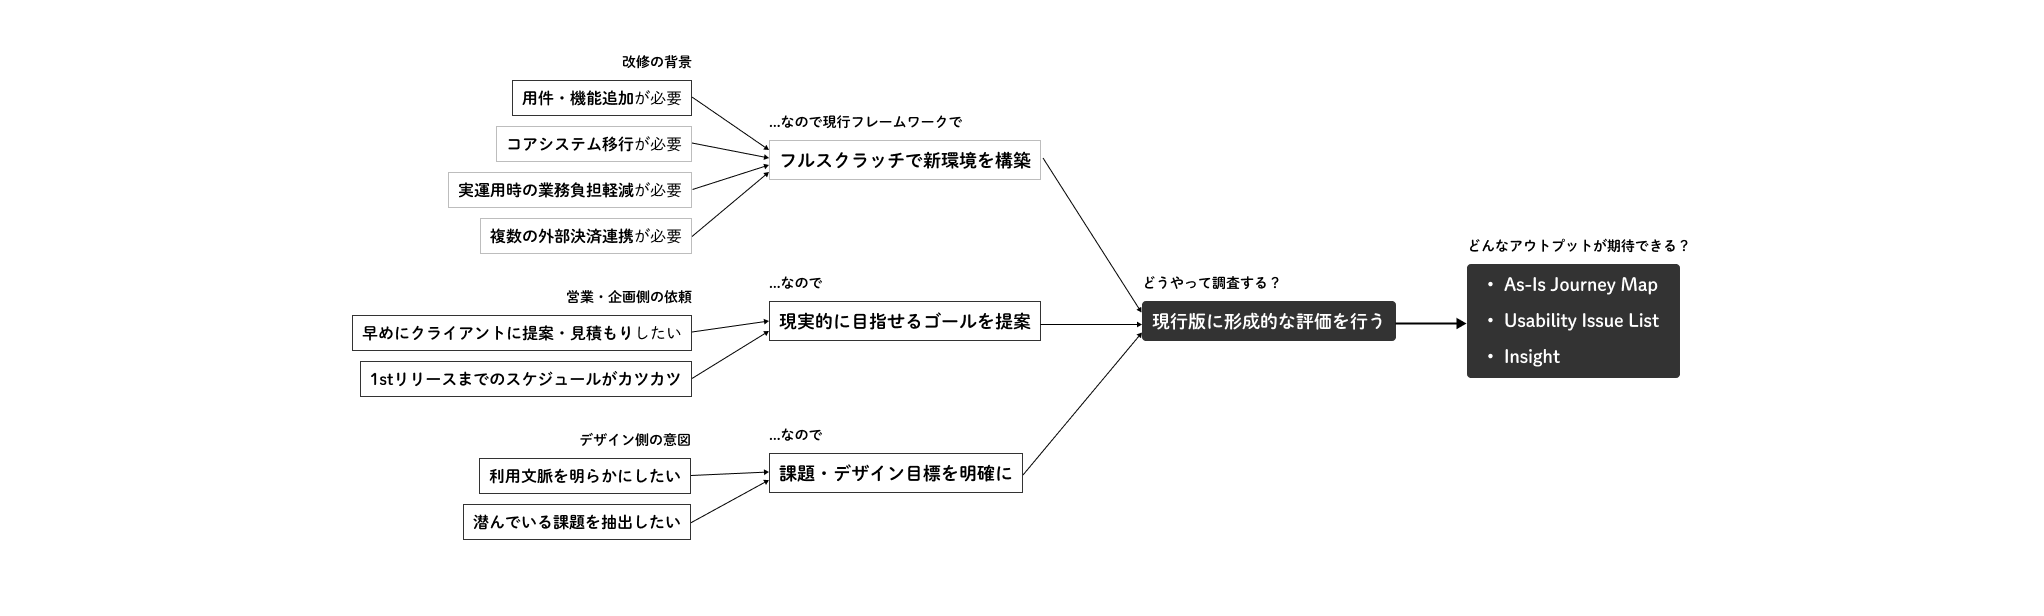 改修の背景
用件・機能追加が必要
コアシステム移行が必要
実運用時の業務負担軽減が必要
複数の外部決済連携が必要
...なので現行フレームワークで
フルスクラッチで新環境を構築
営業・企画側の依頼
早めにクライアントに提案・見積もりしたい
1stリリースまでのスケジュールがカツカツ
...なので
現実的に目指せるゴールを提案
デザイン側の意図
利用文脈を明らかにしたい
潜んでいる課題を抽出したい
...なので
課題・デザイン目標を明確に
どうやって調査する？
現行版に形成的な評価を行う
どんなアウトプットが期待できる？
・ As-Is Journey Map
・ Usability Issue List
・ Insight